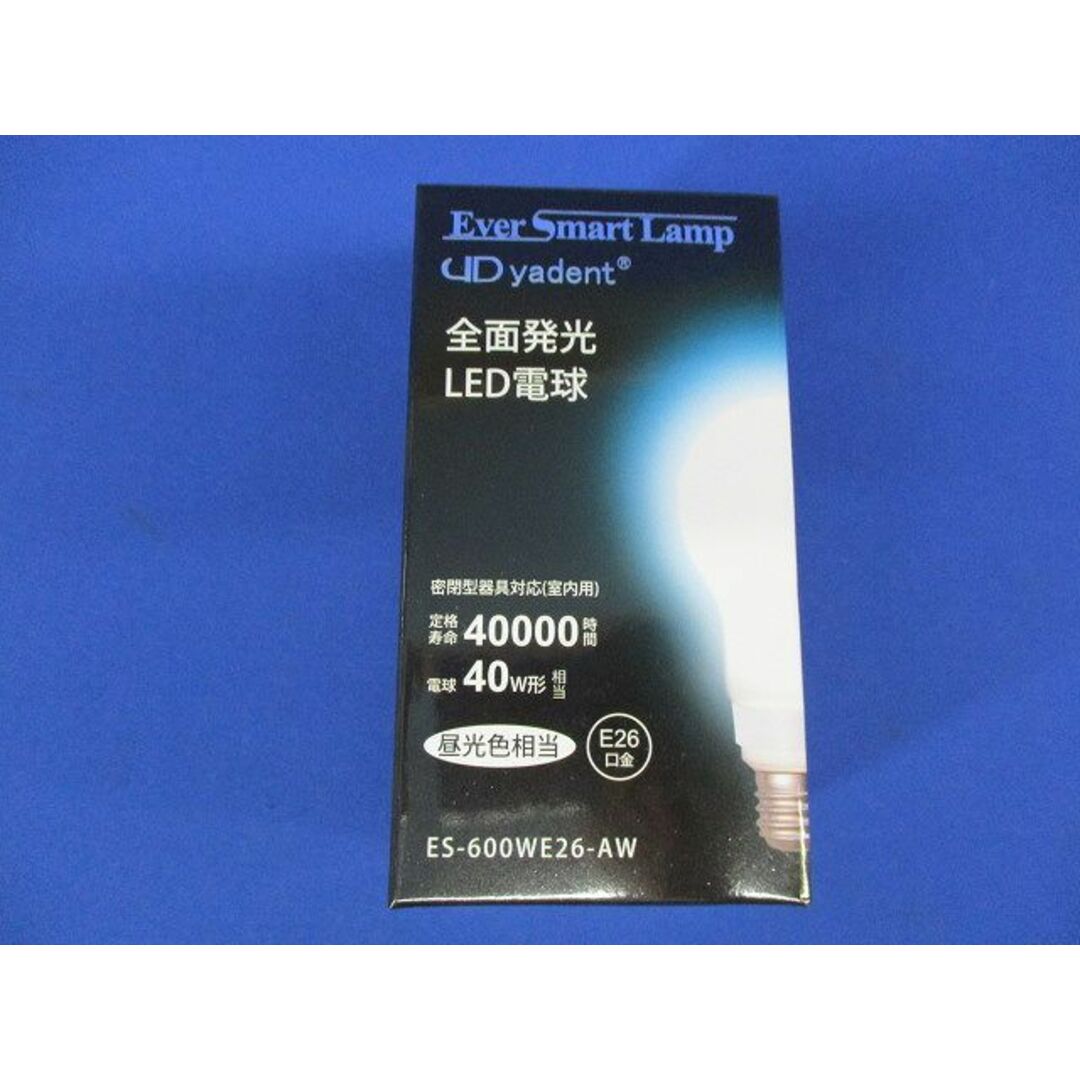 Ever Smart Lamp
UD yadent®
全面発光
LED電球
密閉型器具対応(室内用)
定格寿命 40000時間
電球 40W形相当
昼光色相当
E26
口金
ES-600WE26-AW